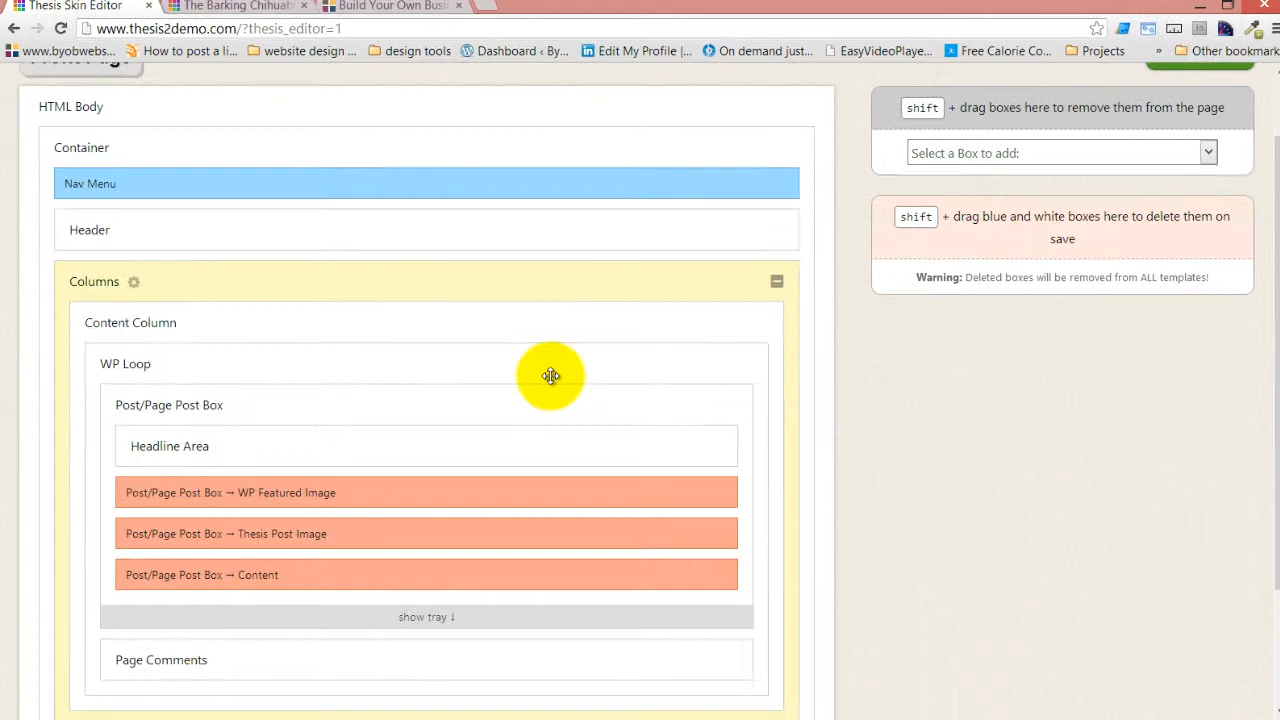 Thesis Skin Editor
The Barking Chihuah
Build Your Own Busi
www.thesis2demo.com/?thesis_editor=1
www.byobwebs...
How to post a li...
website design ...
design tools
Dashboard ‹ By...
Edit My Profile |...
On demand just...
EasyVideoPlaye...
Free Calorie Co...
Projects
»
Other bookmark
HTML Body
Container
Nav Menu
Header
Columns
Content Column
WP Loop
Post/Page Post Box
Headline Area
Post/Page Post Box → WP Featured Image
Post/Page Post Box → Thesis Post Image
Post/Page Post Box → Content
show tray ↓
Page Comments
shift + drag boxes here to remove them from the page
Select a Box to add:
shift + drag blue and white boxes here to delete them on
save
Warning: Deleted boxes will be removed from ALL templates!